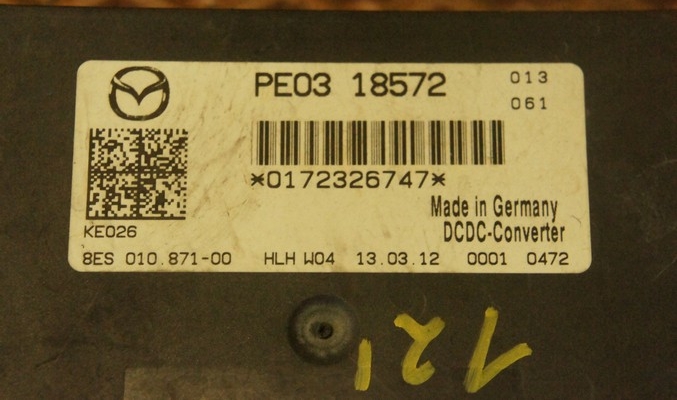 PE03 18572
013
061
*0172326747*
Made in Germany
DCDC-Converter
KE026
8ES 010.871-00 HLH W04 13.03.12 0001 0472
121